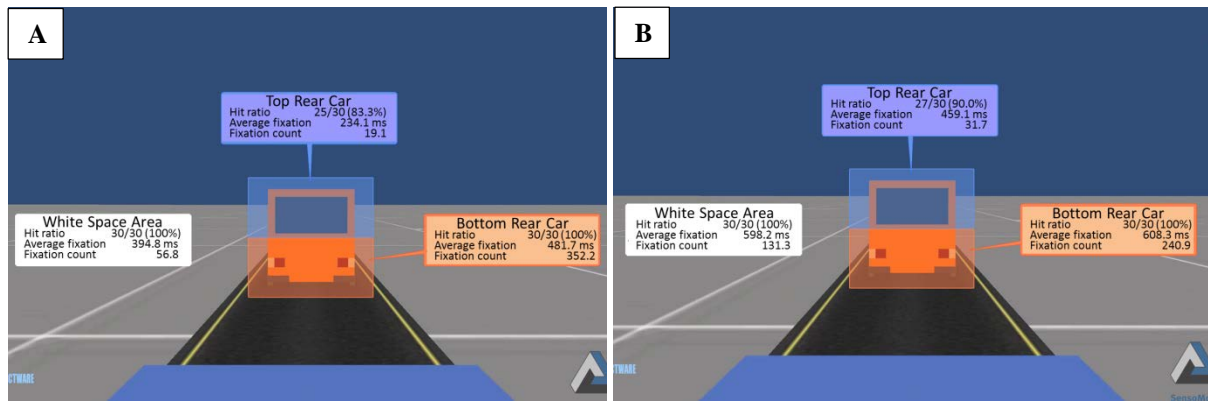 A
Top Rear Car
Hit ratio 25/30 (83.3%)
Average fixation 234.1 ms
Fixation count 19.1
White Space Area
Hit ratio 30/30 (100%)
Average fixation 394.8 ms
Fixation count 56.8
Bottom Rear Car
Hit ratio 30/30 (100%)
Average fixation 481.7 ms
Fixation count 352.2
CTWARE
B
Top Rear Car
Hit ratio 27/30 (90.0%)
Average fixation 459.1 ms
Fixation count 31.7
White Space Area
Hit ratio 30/30 (100%)
Average fixation 598.2 ms
Fixation count 131.3
Bottom Rear Car
Hit ratio 30/30 (100%)
Average fixation 608.3 ms
Fixation count 240.9
CTWARE